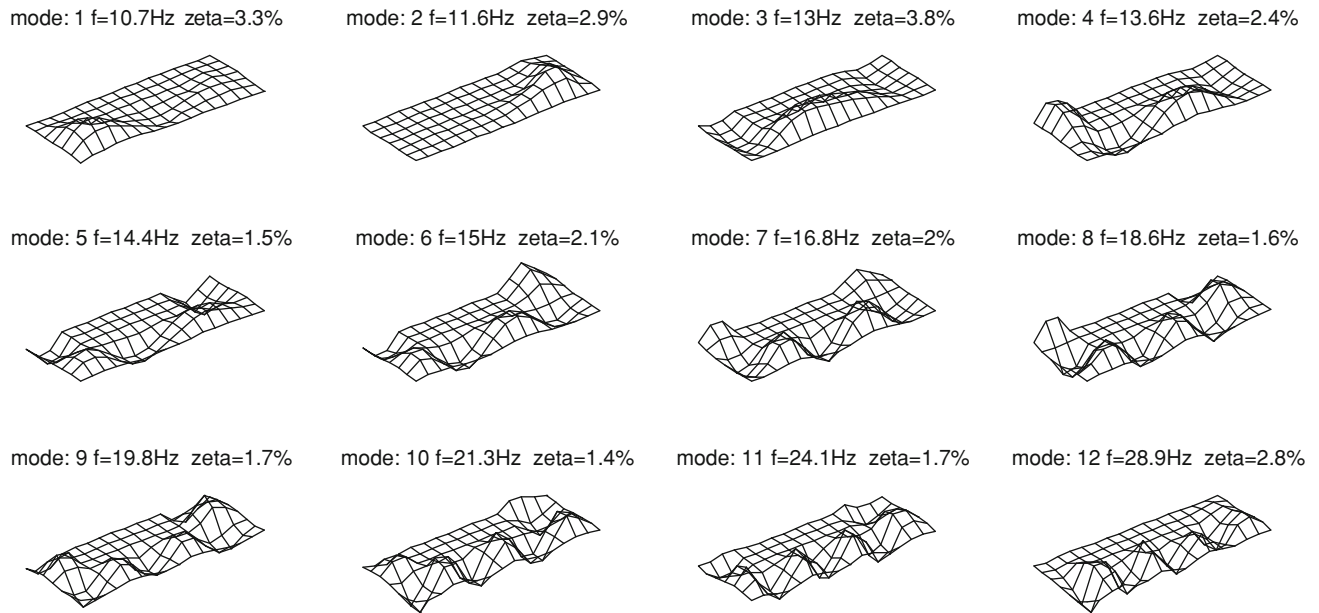 mode: 1 f=10.7Hz zeta=3.3%
mode: 2 f=11.6Hz zeta=2.9%
mode: 3 f=13Hz zeta=3.8%
mode: 4 f=13.6Hz zeta=2.4%
mode: 5 f=14.4Hz zeta=1.5%
mode: 6 f=15Hz zeta=2.1%
mode: 7 f=16.8Hz zeta=2%
mode: 8 f=18.6Hz zeta=1.6%
mode: 9 f=19.8Hz zeta=1.7%
mode: 10 f=21.3Hz zeta=1.4%
mode: 11 f=24.1Hz zeta=1.7%
mode: 12 f=28.9Hz zeta=2.8%